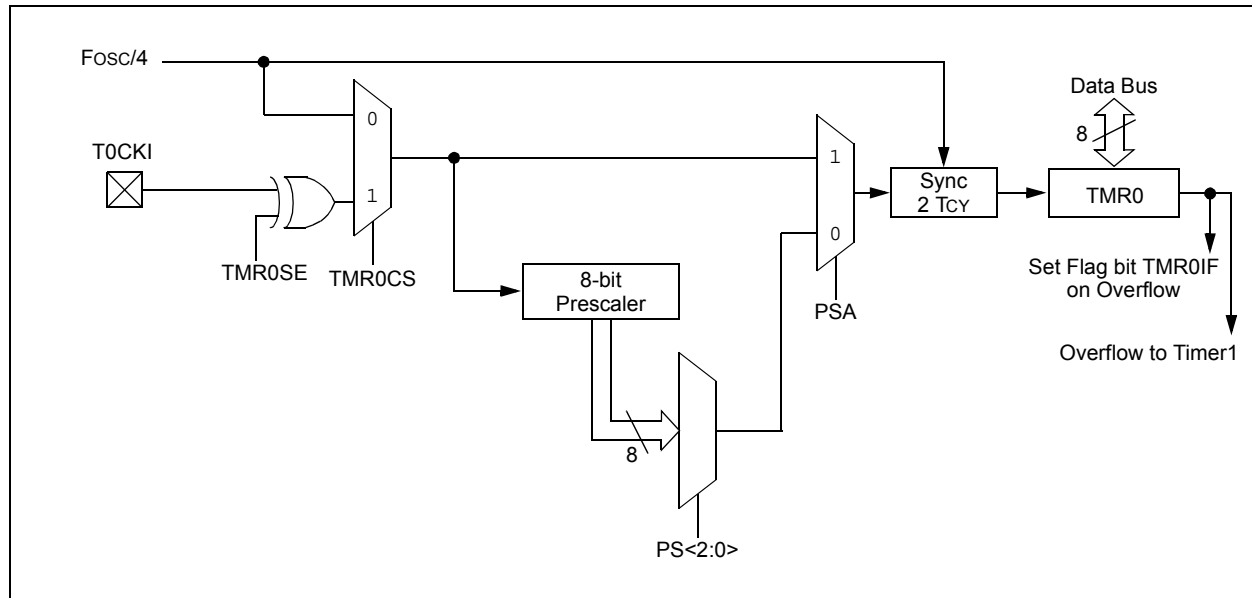 FOSC/4
Data Bus
8
T0CKI
0
1
1
0
Sync
2 TCY
TMR0
TMR0SE
TMR0CS
8-bit
Prescaler
PSA
Set Flag bit TMR0IF
on Overflow
Overflow to Timer1
8
PS<2:0>